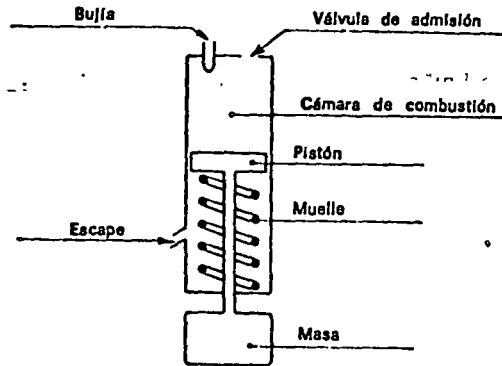 Bujía
Válvula de admisión
Cámara de combustión
Pistón
Muelle
Escape
Masa